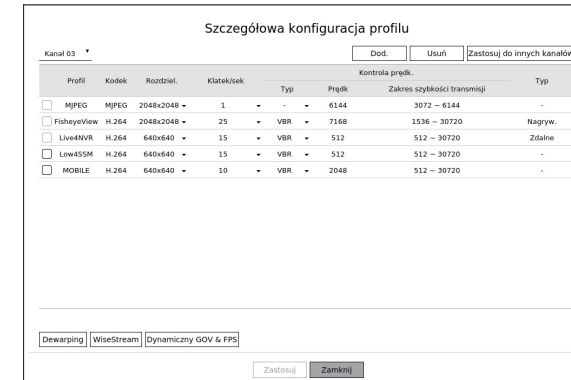 Szczegółowa konfiguracja profilu
Kanał 03 Dod. Usuń Zastosuj do innych kanałów
Profil Kodek Rozdziel. Klatek/sek Kontrola prędk. Typ
Typ Prędk Zakres szybkości transmisji
MJPEG MJPEG 2048x2048 1 - 6144 3072 ~ 6144 -
FisheyeView H.264 2048x2048 25 VBR 7168 1536 ~ 30720 Nagryw.
Live4NVR H.264 640x640 15 VBR 512 512 ~ 30720 Zdalne
Low4SSM H.264 640x640 15 VBR 512 512 ~ 30720 -
MOBILE H.264 640x640 10 VBR 2048 512 ~ 30720 -
Dewarping WiseStream Dynamiczny GOV & FPS
Zastosuj Zamknij